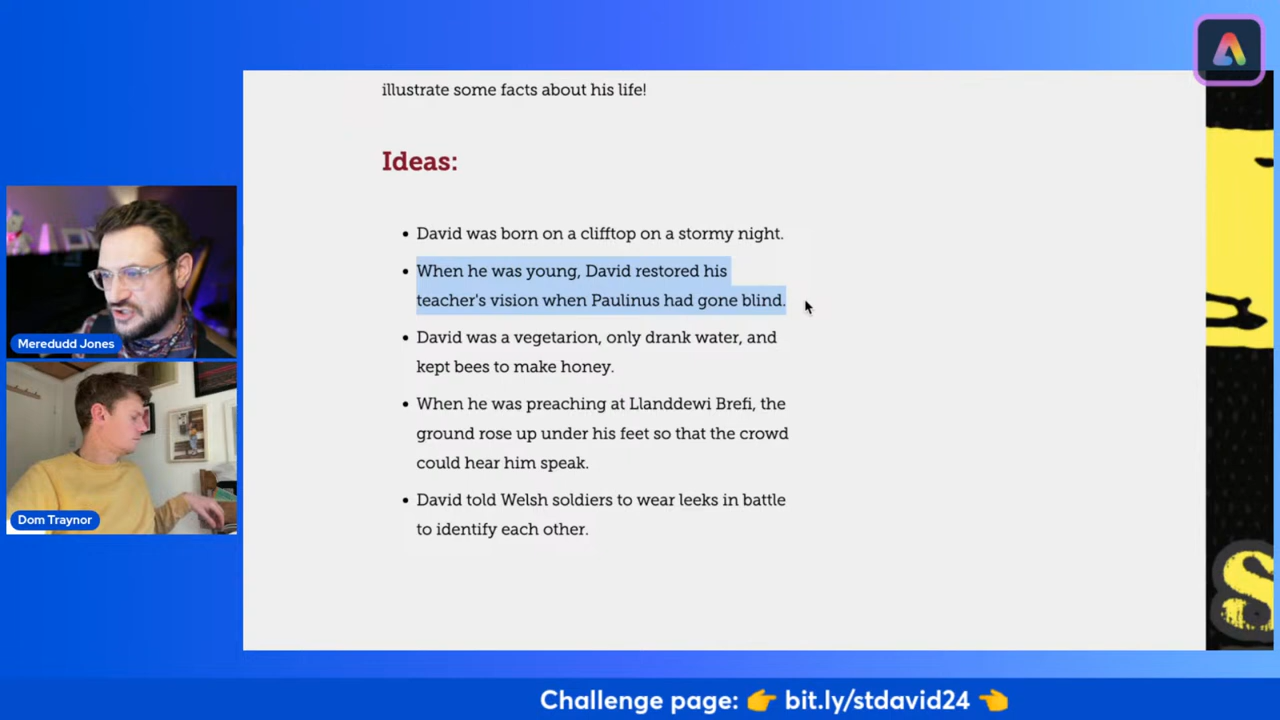 illustrate some facts about his life!
Ideas:
• David was born on a clifftop on a stormy night.
• When he was young, David restored his
teacher's vision when Paulinus had gone blind.
• David was a vegetarion, only drank water, and
kept bees to make honey.
• When he was preaching at Llanddewi Brefi, the
ground rose up under his feet so that the crowd
could hear him speak.
• David told Welsh soldiers to wear leeks in battle
to identify each other.
Meredudd Jones
Dom Traynor
S
Challenge page: 👉 bit.ly/stdavid24 👈